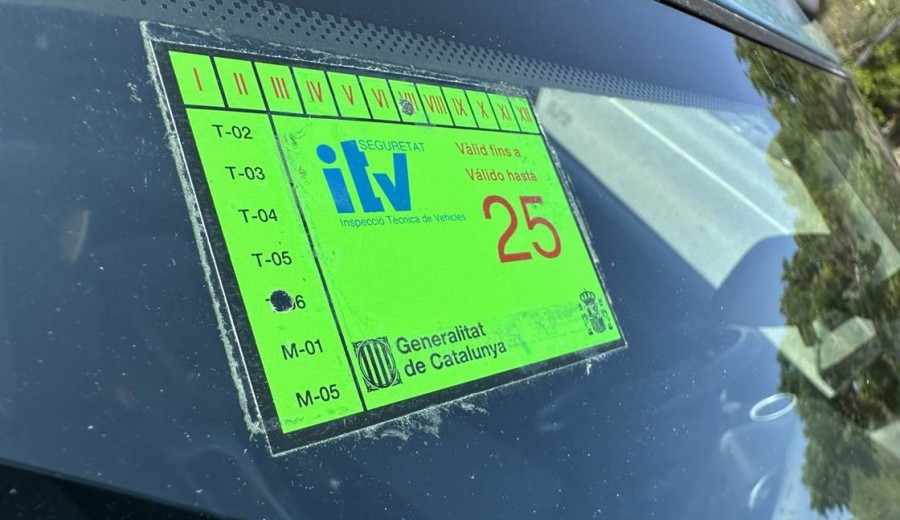 I II III IV V VI VII VIII IX X XI XII
T-02
T-03
T-04
T-05
06
M-01
M-05
SEGURETAT
itv
Inspecció Tècnica de Vehicles
Vàlid fins a
Válido hasta
25
Generalitat
de Catalunya